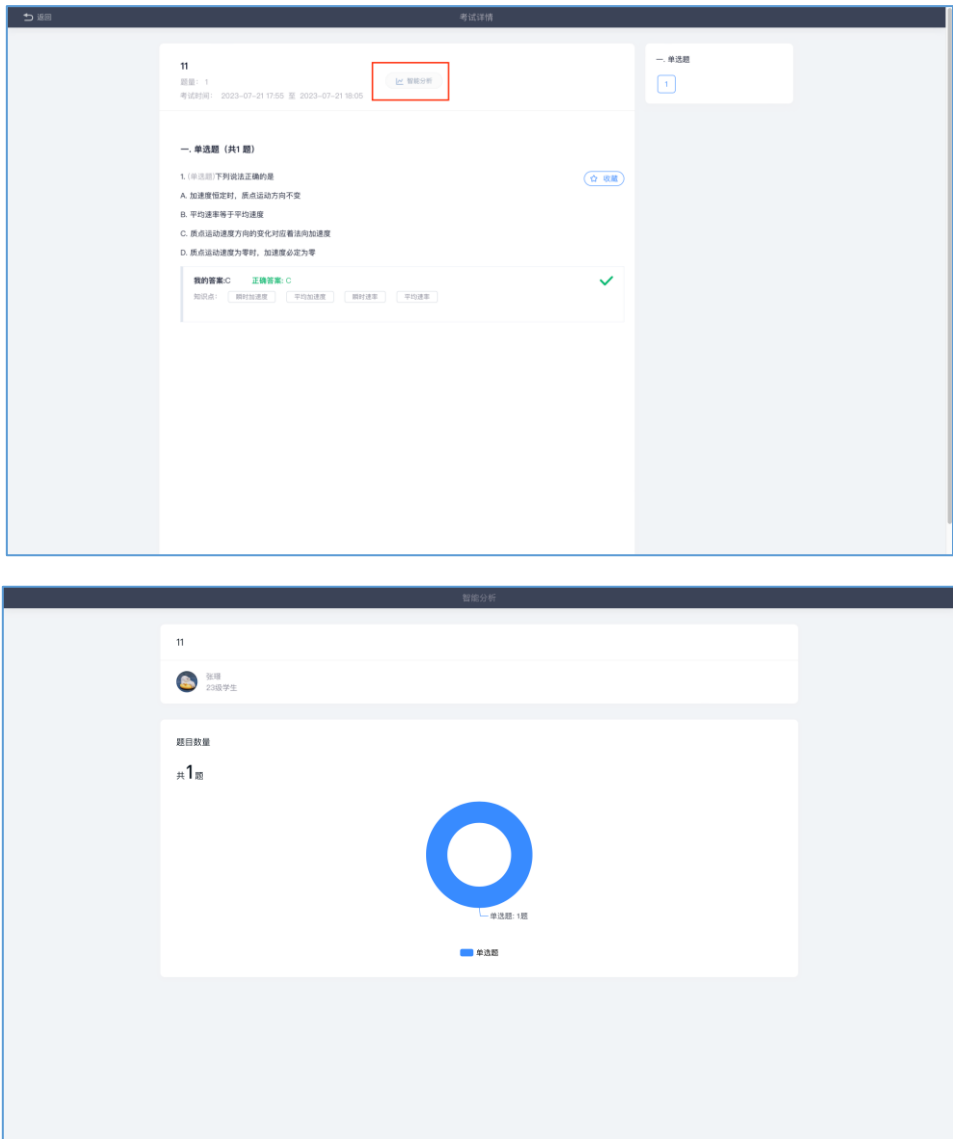 返回
考试详情
11
题量： 1
智能分析
考试时间： 2023-07-21 17:55 至 2023-07-21 18:05
一. 单选题
1
一. 单选题（共1 题）
1. [单选题]下列说法正确的是
收藏
A. 加速度恒定时，质点运动方向不变
B. 平均速率等于平均速度
C. 质点运动速度方向的变化对应着法向加速度
D. 质点运动速度为零时，加速度必定为零
我的答案:C 正确答案: C
知识点： 瞬时加速度 平均加速度 瞬时速率 平均速率
智能分析
11
23级学生
题目数量
共1题
单选题: 1题
单选题